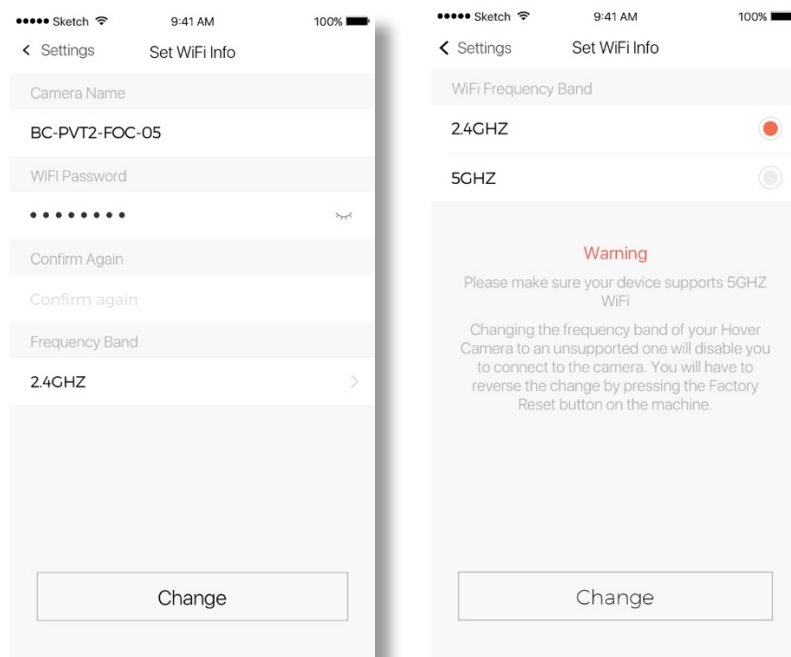 Sketch 9:41 AM 100%
Settings Set WiFi Info
Camera Name
BC-PVT2-FOC-05
WIFI Password
Confirm Again
Confirm again
Frequency Band
2.4GHZ
Change
Sketch 9:41 AM 100%
Settings Set WiFi Info
WiFi Frequency Band
2.4GHZ
5GHZ
Warning
Please make sure your device supports 5GHZ
WiFi
Changing the frequency band of your Hover
Camera to an unsupported one will disable you
to connect to the camera. You will have to
reverse the change by pressing the Factory
Reset button on the machine.
Change